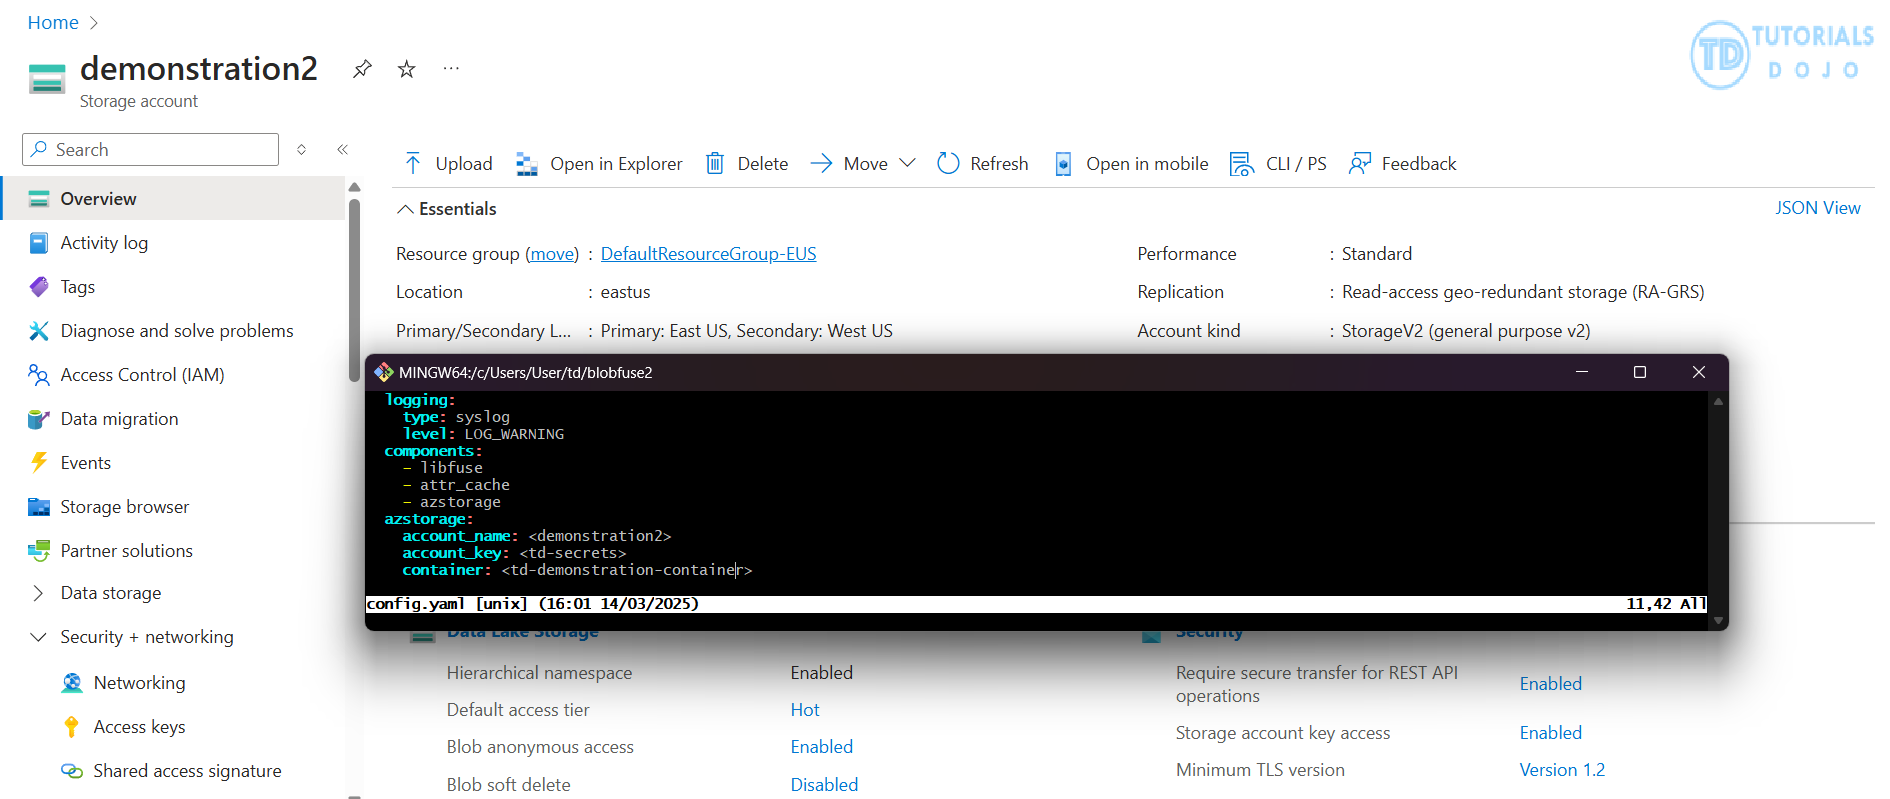 Home >
demonstration2
Storage account
TD TUTORIALS
DOJO
Search
Overview
Activity log
Tags
Diagnose and solve problems
Access Control (IAM)
Data migration
Events
Storage browser
Partner solutions
Data storage
Security + networking
Networking
Access keys
Shared access signature
Upload Open in Explorer Delete Move Refresh Open in mobile CLI / PS Feedback
Essentials JSON View
Resource group (move) : DefaultResourceGroup-EUS
Location : eastus
Primary/Secondary L... : Primary: East US, Secondary: West US
Performance : Standard
Replication : Read-access geo-redundant storage (RA-GRS)
Account kind : StorageV2 (general purpose v2)
MINGW64:/c/Users/User/td/blobfuse2
logging:
type: syslog
level: LOG_WARNING
components:
- libfuse
- attr_cache
- azstorage
azstorage:
account_name: <demonstration2>
account_key: <td-secrets>
container: <td-demonstration-container>
config.yaml [unix] (16:01 14/03/2025) 11,42 All
Data Lake Storage
Hierarchical namespace Enabled
Default access tier Hot
Blob anonymous access Enabled
Blob soft delete Disabled
Security
Require secure transfer for REST API
operations Enabled
Storage account key access Enabled
Minimum TLS version Version 1.2